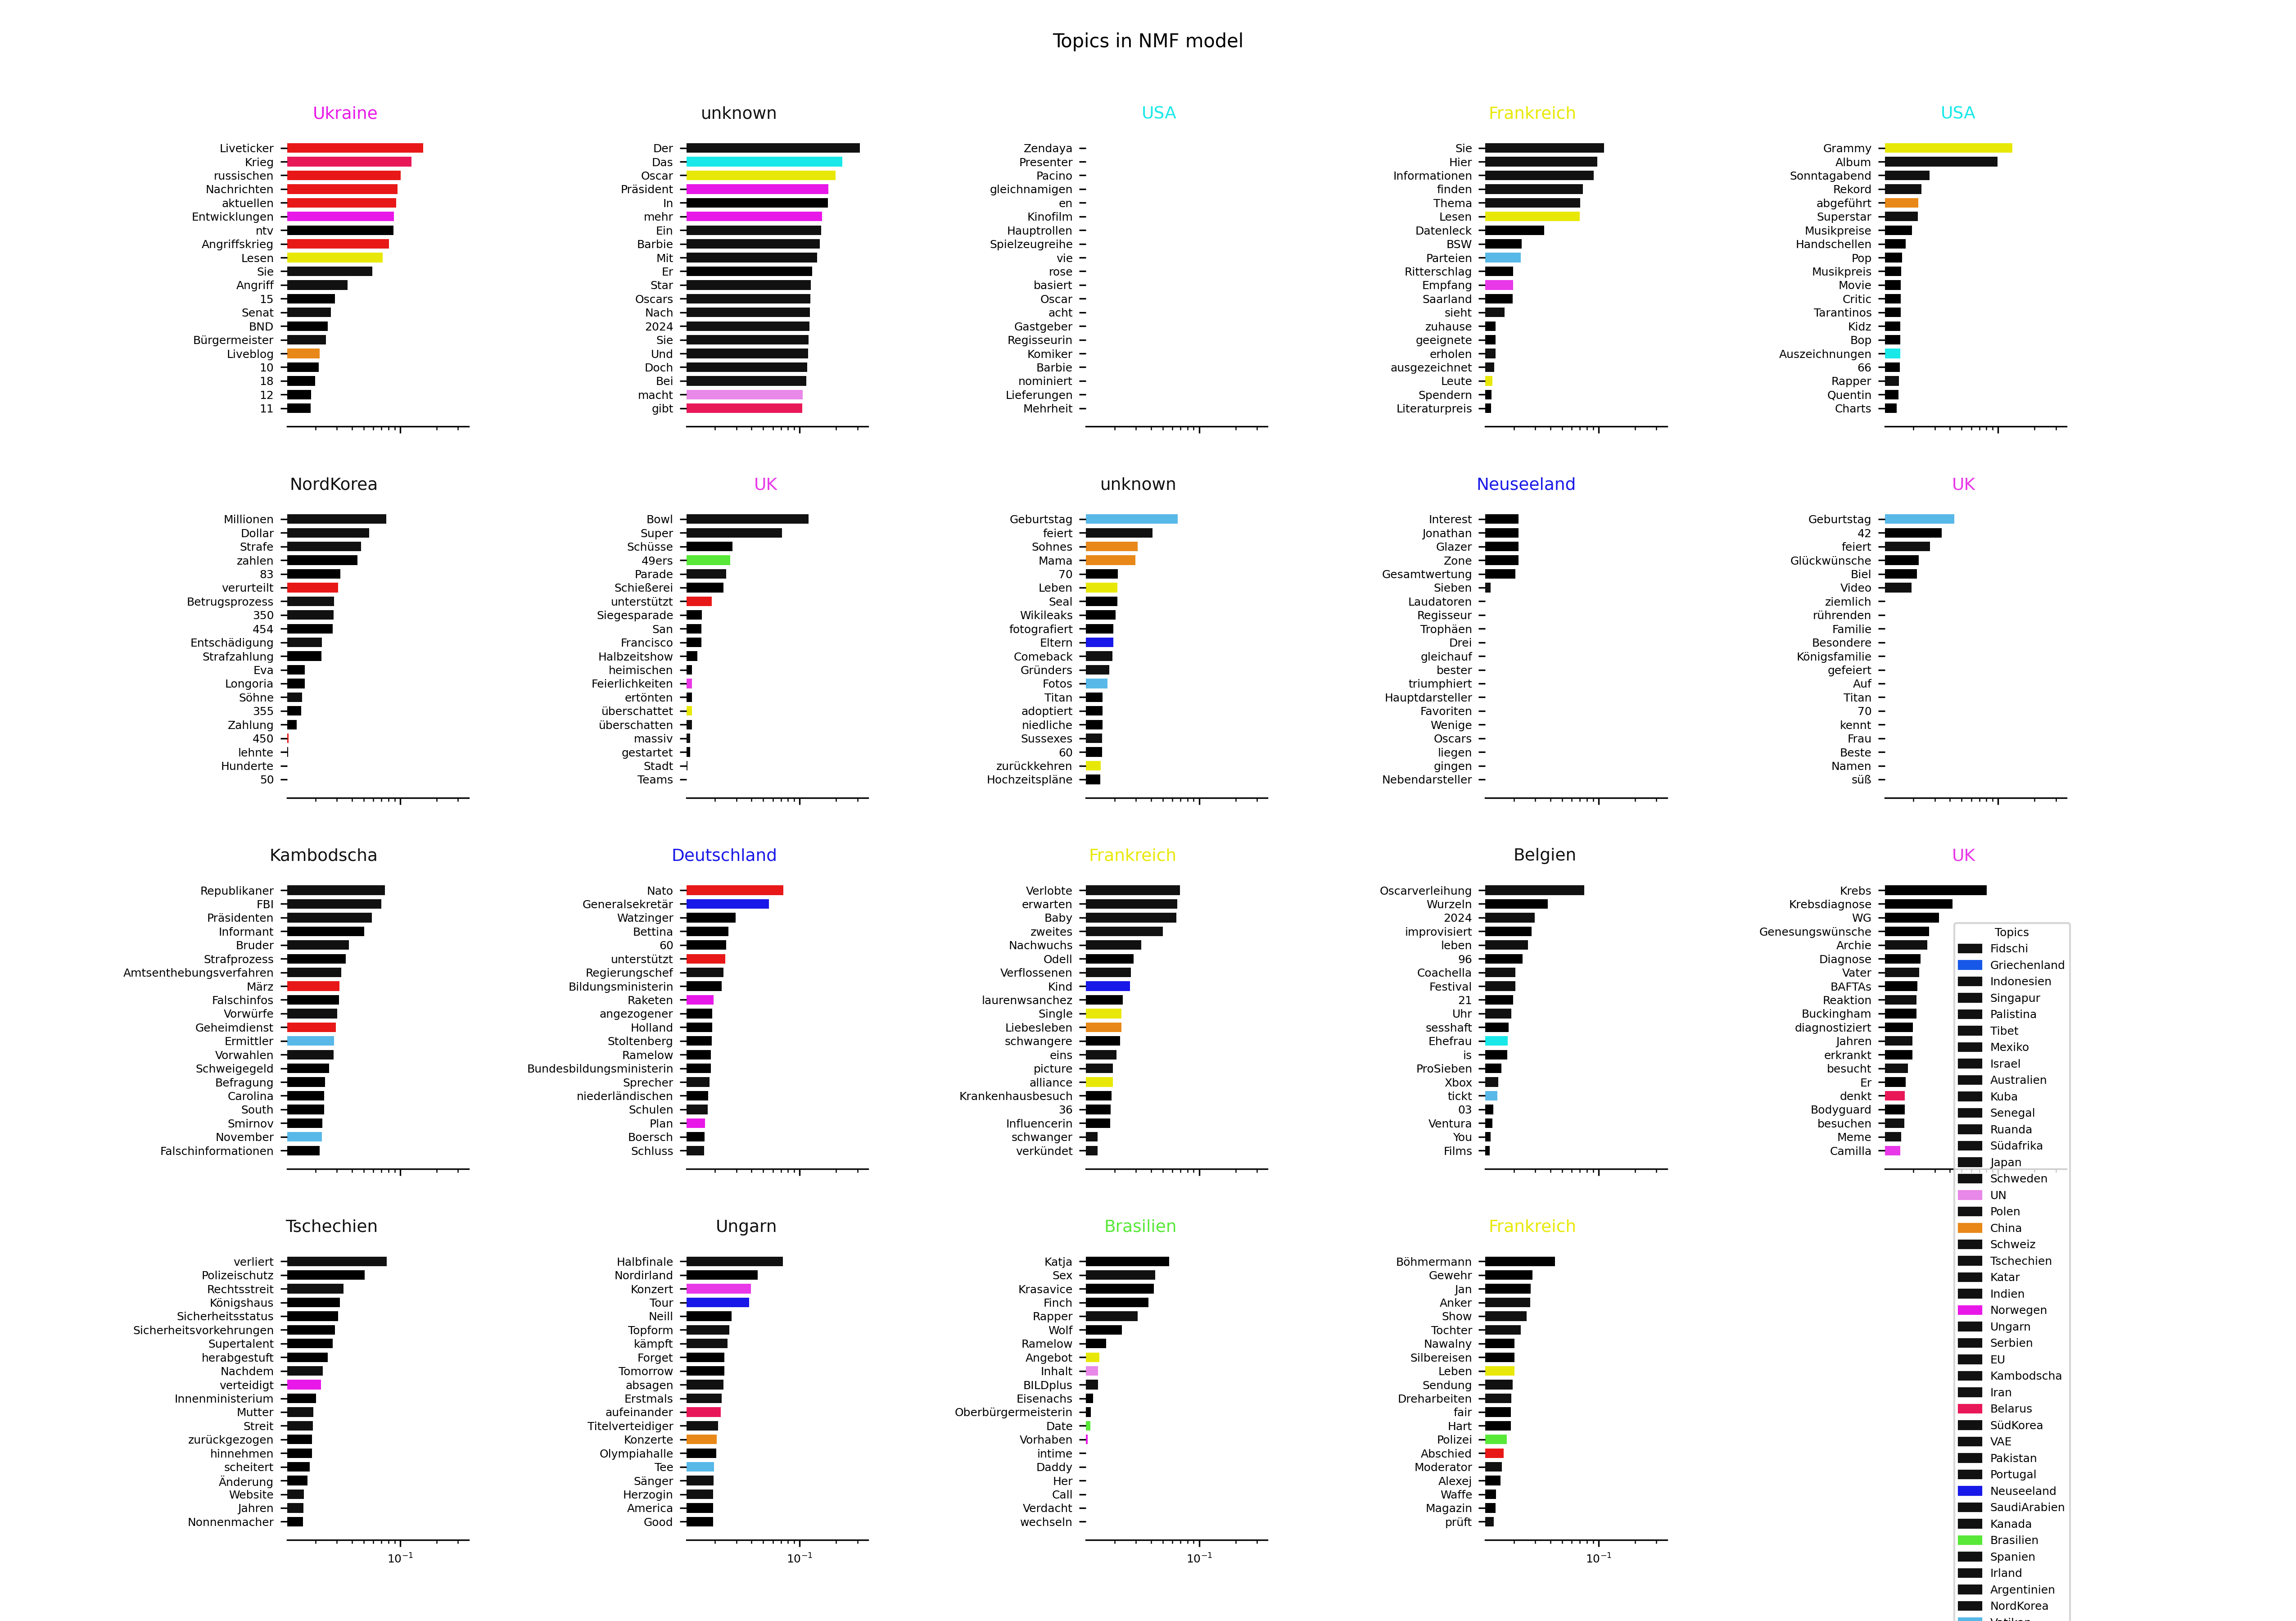 Topics in NMF model
Ukraine
Liveticker
Krieg
russischen
Nachrichten
aktuellen
Entwicklungen
ntv
Angriffskrieg
Lesen
Sie
Angriff
15
Senat
BND
Bürgermeister
Liveblog
10
18
12
11
unknown
Der
Das
Oscar
Präsident
In
mehr
Ein
Barbie
Mit
Er
Star
Oscars
Nach
2024
Sie
Und
Doch
Bei
macht
gibt
USA
Zendaya
Presenter
Pacino
gleichnamigen
en
Kinofilm
Hauptrollen
Spielzeugreihe
vie
rose
basiert
Oscar
acht
Gastgeber
Regisseurin
Komiker
Barbie
nominiert
Lieferungen
Mehrheit
Frankreich
Sie
Hier
Informationen
finden
Thema
Lesen
Datenleck
BSW
Parteien
Ritterschlag
Empfang
Saarland
sieht
zuhause
geeignete
erholen
ausgezeichnet
Leute
Spendern
Literaturpreis
USA
Grammy
Album
Sonntagabend
Rekord
abgeführt
Superstar
Musikpreise
Handschellen
Pop
Musikpreis
Movie
Critic
Tarantinos
Kidz
Bop
Auszeichnungen
66
Rapper
Quentin
Charts
NordKorea
Millionen
Dollar
Strafe
zahlen
83
verurteilt
Betrugsprozess
350
454
Entschädigung
Strafzahlung
Eva
Longoria
Söhne
355
Zahlung
450
lehnte
Hunderte
50
UK
Bowl
Super
Schüsse
49ers
Parade
Schießerei
unterstützt
Siegesparade
San
Francisco
Halbzeitshow
heimischen
Feierlichkeiten
ertönten
überschattet
überschatten
massiv
gestartet
Stadt
Teams
unknown
Geburtstag
feiert
Sohnes
Mama
70
Leben
Seal
Wikileaks
fotografiert
Eltern
Comeback
Gründers
Fotos
Titan
adoptiert
niedliche
Sussexes
60
zurückkehren
Hochzeitspläne
Neuseeland
Interest
Jonathan
Glazer
Zone
Gesamtwertung
Sieben
Laudatoren
Regisseur
Trophäen
Drei
gleichauf
bester
triumphiert
Hauptdarsteller
Favoriten
Wenige
Oscars
liegen
gingen
Nebendarsteller
UK
Geburtstag
42
feiert
Glückwünsche
Biel
Video
ziemlich
rührenden
Familie
Besondere
Königsfamilie
gefeiert
Auf
Titan
70
kennt
Frau
Beste
Namen
süß
Kambodscha
Republikaner
FBI
Präsidenten
Informant
Bruder
Strafprozess
Amtsenthebungsverfahren
März
Falschinfos
Vorwürfe
Geheimdienst
Ermittler
Vorwahlen
Schweigegeld
Befragung
Carolina
South
Smirnov
November
Falschinformationen
Deutschland
Nato
Generalsekretär
Watzinger
Bettina
60
unterstützt
Regierungschef
Bildungsministerin
Raketen
angezogener
Holland
Stoltenberg
Ramelow
Bundesbildungsministerin
Sprecher
niederländischen
Schulen
Plan
Boersch
Schluss
Frankreich
Verlobte
erwarten
Baby
zweites
Nachwuchs
Odell
Verflossenen
Kind
laurenwsanchez
Single
Liebesleben
schwangere
eins
picture
alliance
Krankenhausbesuch
36
Influencerin
schwanger
verkündet
Belgien
Oscarverleihung
Wurzeln
2024
improvisiert
leben
96
Coachella
Festival
21
Uhr
sesshaft
Ehefrau
is
ProSieben
Xbox
tickt
03
Ventura
You
Films
UK
Krebs
Krebsdiagnose
WG
Genesungswünsche
Archie
Diagnose
Vater
BAFTAs
Reaktion
Buckingham
diagnostiziert
Jahren
erkrankt
besucht
Er
denkt
Bodyguard
besuchen
Meme
Camilla
Tschechien
verliert
Polizeischutz
Rechtsstreit
Königshaus
Sicherheitsstatus
Sicherheitsvorkehrungen
Supertalent
herabgestuft
Nachdem
verteidigt
Innenministerium
Mutter
Streit
zurückgezogen
hinnehmen
scheitert
Änderung
Website
Jahren
Nonnenmacher
10⁻¹
Ungarn
Halbfinale
Nordirland
Konzert
Tour
Neill
Topform
kämpft
Forget
Tomorrow
absagen
Erstmals
aufeinander
Titelverteidiger
Konzerte
Olympiahalle
Tee
Sänger
Herzogin
America
Good
10⁻¹
Brasilien
Katja
Sex
Krasavice
Finch
Rapper
Wolf
Ramelow
Angebot
Inhalt
BILDplus
Eisenachs
Oberbürgermeisterin
Date
Vorhaben
intime
Daddy
Her
Call
Verdacht
wechseln
10⁻¹
Frankreich
Böhmermann
Gewehr
Jan
Anker
Show
Tochter
Nawalny
Silbereisen
Leben
Sendung
Dreharbeiten
fair
Hart
Polizei
Abschied
Moderator
Alexej
Waffe
Magazin
prüft
10⁻¹
Topics
Fidschi
Griechenland
Indonesien
Singapur
Palistina
Tibet
Mexiko
Israel
Australien
Kuba
Senegal
Ruanda
Südafrika
Japan
Schweden
UN
Polen
China
Schweiz
Tschechien
Katar
Indien
Norwegen
Ungarn
Serbien
EU
Kambodscha
Iran
Belarus
SüdKorea
VAE
Pakistan
Portugal
Neuseeland
SaudiArabien
Kanada
Brasilien
Spanien
Irland
Argentinien
NordKorea